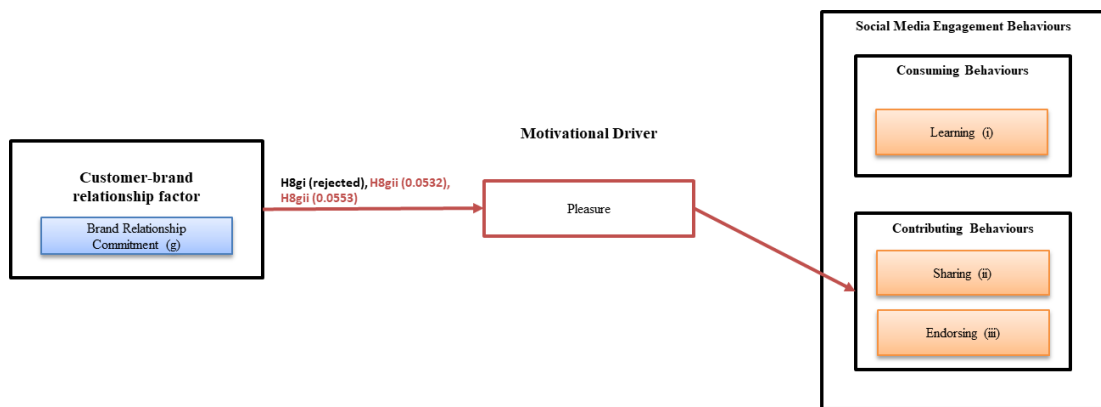 Customer-brand
relationship factor
Brand Relationship
Commitment (g)
H8gi (rejected), H8gii (0.0532),
H8gii (0.0553)
Motivational Driver
Pleasure
Social Media Engagement Behaviours
Consuming Behaviours
Learning (i)
Contributing Behaviours
Sharing (ii)
Endorsing (iii)